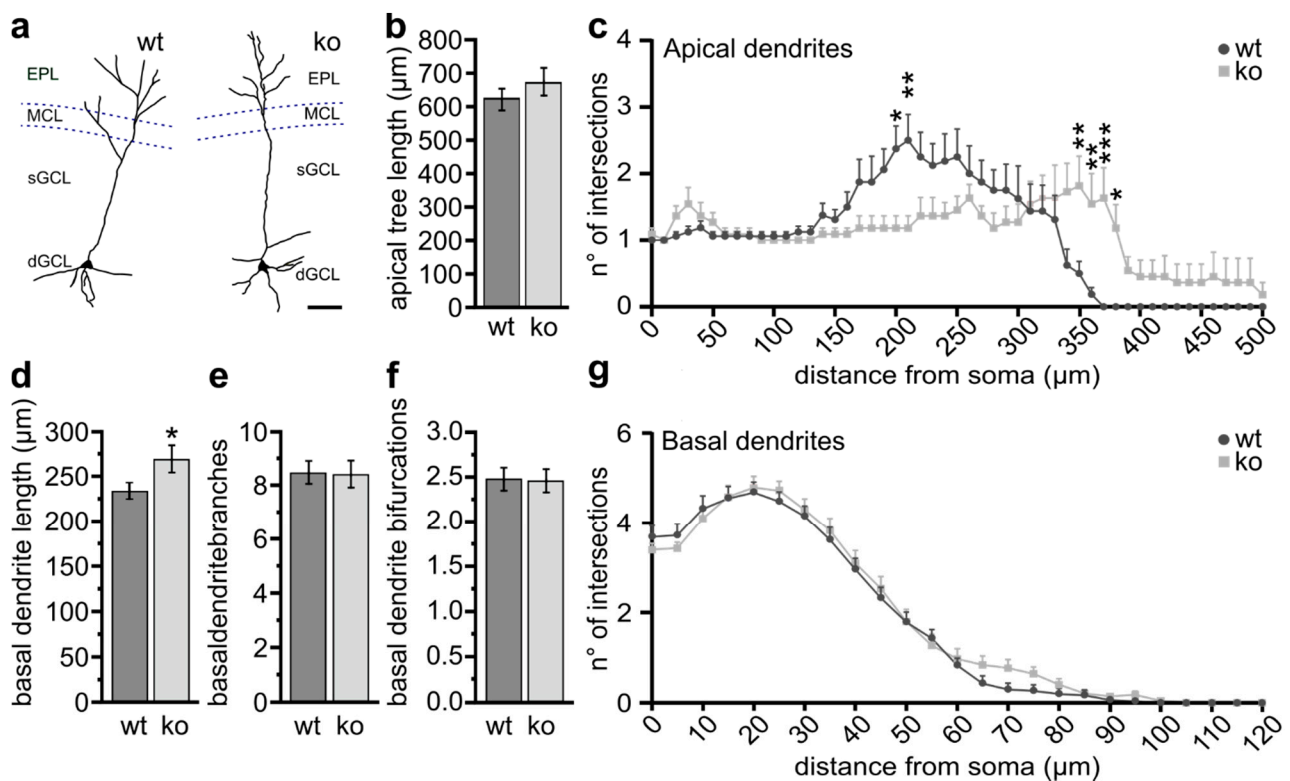 a
wt
ko
EPL
EPL
MCL
MCL
sGCL
sGCL
dGCL
dGCL
b
apical tree length (µm)
800
700
600
500
400
300
200
100
0
wt ko
c
Apical dendrites
wt
ko
n° of intersections
4
3
2
1
0
*
**
**
**
***
*
0 50 100 150 200 250 300 350 400 450 500
distance from soma (µm)
d
basal dendrite length (µm)
300
250
200
150
100
50
0
*
wt ko
e
basaldendritebranches
10
8
6
4
2
0
wt ko
f
basal dendrite bifurcations
3.0
2.5
2.0
1.5
1.0
0.5
0.0
wt ko
g
Basal dendrites
wt
ko
n° of intersections
6
4
2
0
0 10 20 30 40 50 60 70 80 90 100 110 120
distance from soma (µm)